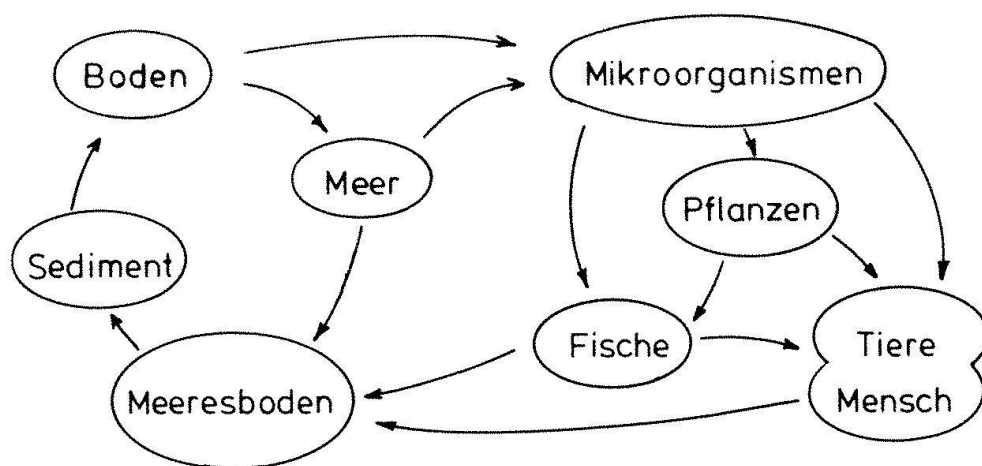 Boden
Mikroorganismen
Meer
Pflanzen
Sediment
Fische
Tiere
Mensch
Meeresboden